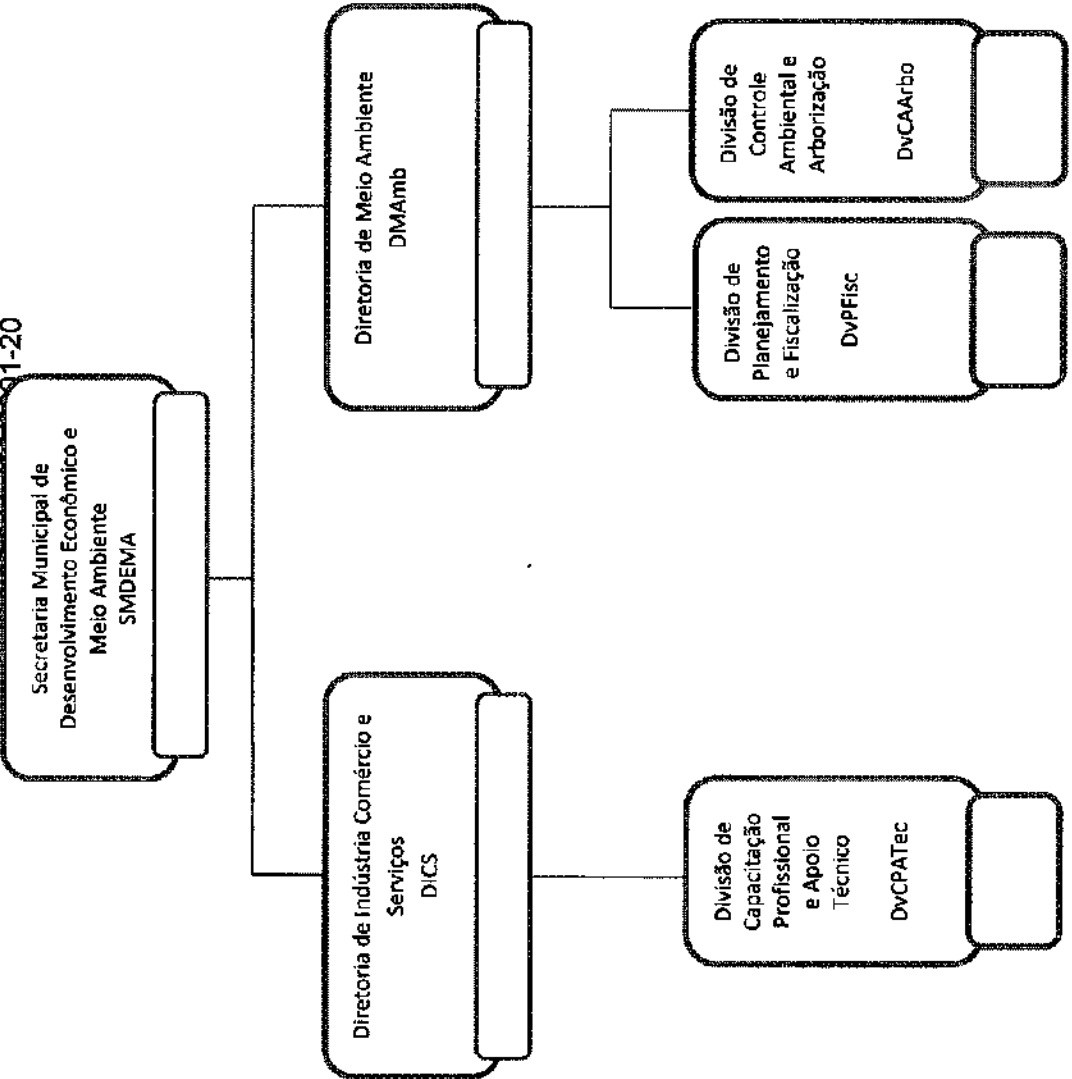 01-20
Secretaria Municipal de
Desenvolvimento Econômico e
Meio Ambiente
SMDEMA
Diretoria de Indústria Comércio e
Serviços
DICS
Diretoria de Meio Ambiente
DMAmb
Divisão de
Capacitação
Profissional
e Apoio
Técnico
DvCPATec
Divisão de
Planejamento
e Fiscalização
DvPFisc
Divisão de
Controle
Ambiental e
Arborização
DvCAArbo